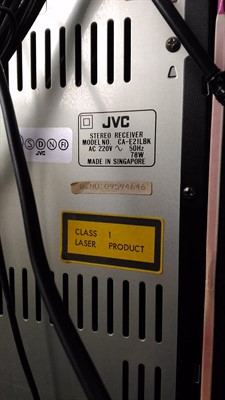 JVC
STEREO RECEIVER
MODEL NO. CA-E21LBK
AC 220V ~ 50Hz
78W
MADE IN SINGAPORE
S D N R
JVC
09594646
CLASS 1
LASER PRODUCT